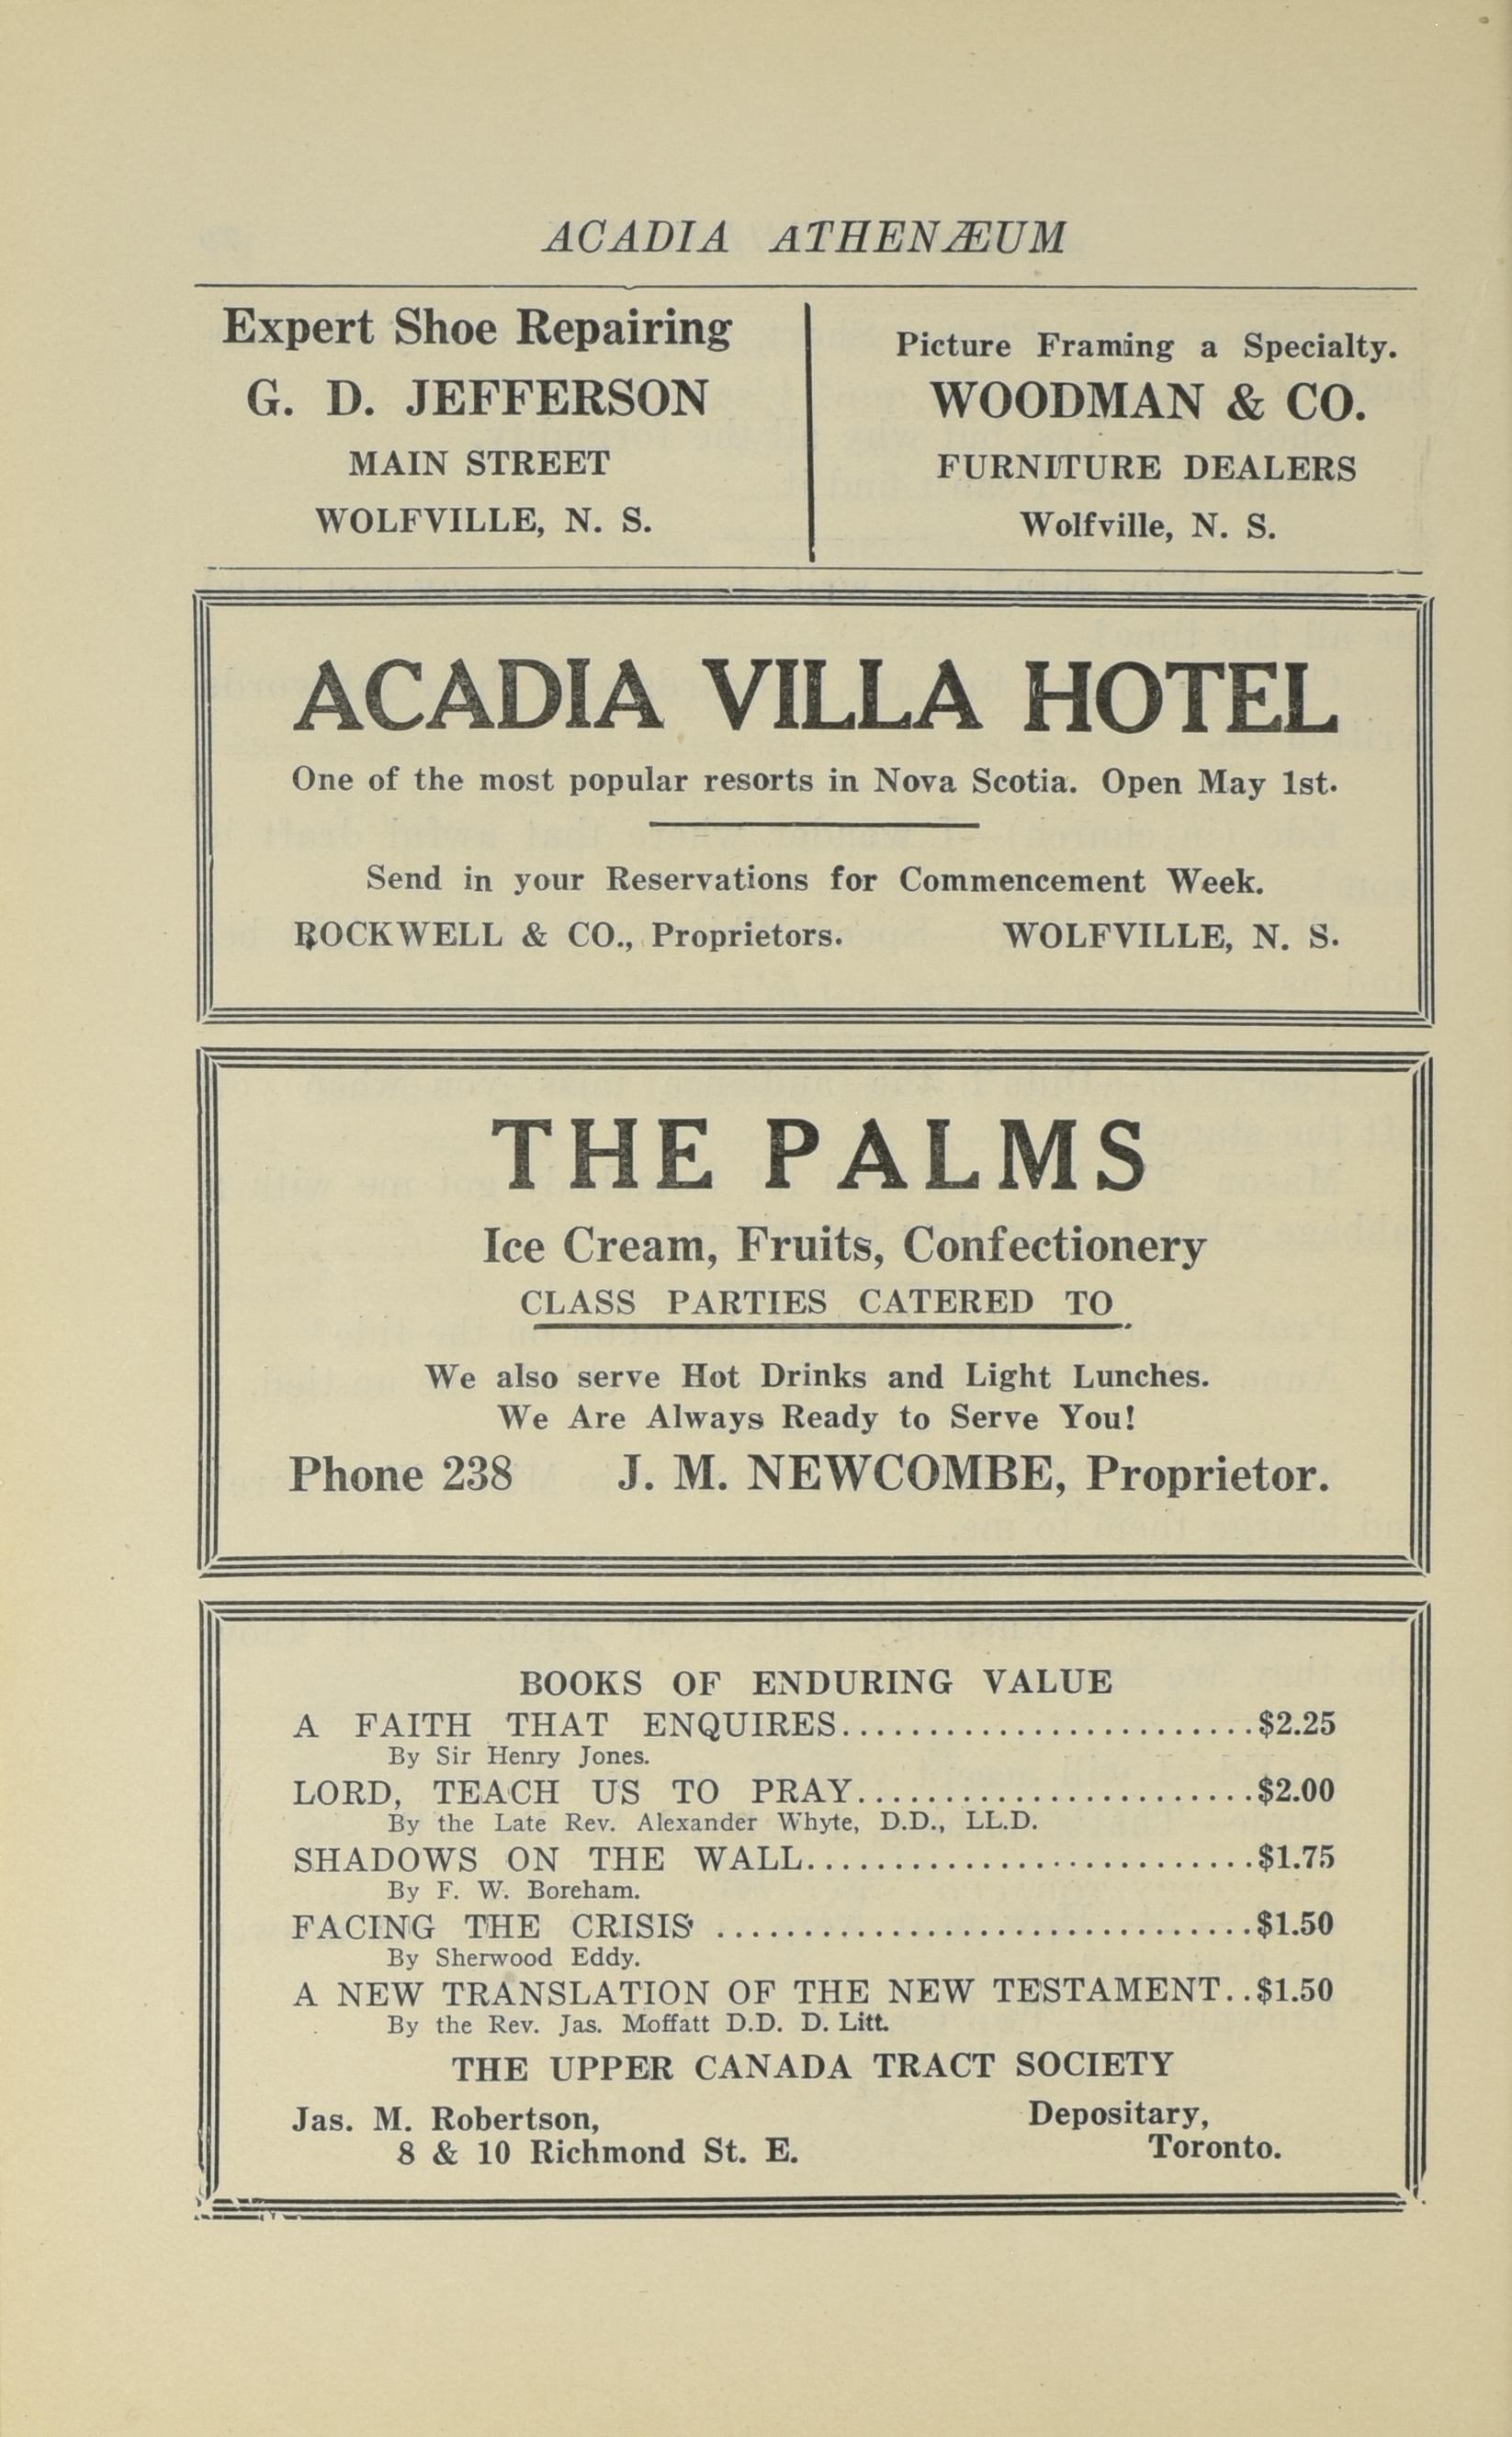 ACADIA ATHENÆUM
Expert Shoe Repairing
G. D. JEFFERSON
MAIN STREET
WOLFVILLE, N. S.
Picture Framing a Specialty.
WOODMAN & CO.
FURNITURE DEALERS
Wolfville, N. S.
ACADIA VILLA HOTEL
One of the most popular resorts in Nova Scotia. Open May 1st.
Send in your Reservations for Commencement Week.
ROCKWELL & CO., Proprietors. WOLFVILLE, N. S.
THE PALMS
Ice Cream, Fruits, Confectionery
CLASS PARTIES CATERED TO
We also serve Hot Drinks and Light Lunches.
We Are Always Ready to Serve You!
Phone 238 J. M. NEWCOMBE, Proprietor.
BOOKS OF ENDURING VALUE
A FAITH THAT ENQUIRES.........................$2.25
By Sir Henry Jones.
LORD, TEACH US TO PRAY........................$2.00
By the Late Rev. Alexander Whyte, D.D., LL.D.
SHADOWS ON THE WALL...........................$1.75
By F. W. Boreham.
FACING THE CRISIS ................................$1.50
By Sherwood Eddy.
A NEW TRANSLATION OF THE NEW TESTAMENT..$1.50
By the Rev. Jas. Moffatt D.D. D. Litt.
THE UPPER CANADA TRACT SOCIETY
Jas. M. Robertson, Depositary,
8 & 10 Richmond St. E. Toronto.